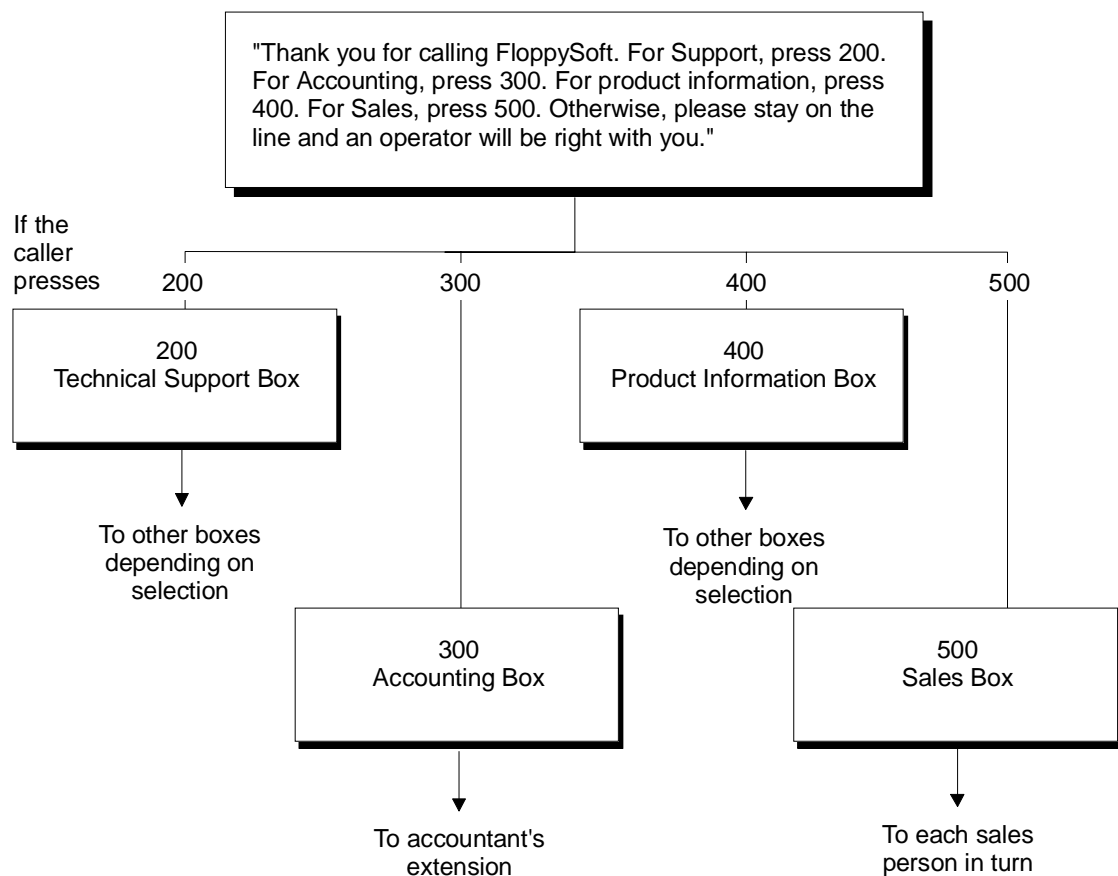 "Thank you for calling FloppySoft. For Support, press 200.
For Accounting, press 300. For product information, press
400. For Sales, press 500. Otherwise, please stay on the
line and an operator will be right with you."
If the
caller
presses
200
300
400
500
200
Technical Support Box
400
Product Information Box
To other boxes
depending on
selection
To other boxes
depending on
selection
300
Accounting Box
500
Sales Box
To accountant's
extension
To each sales
person in turn